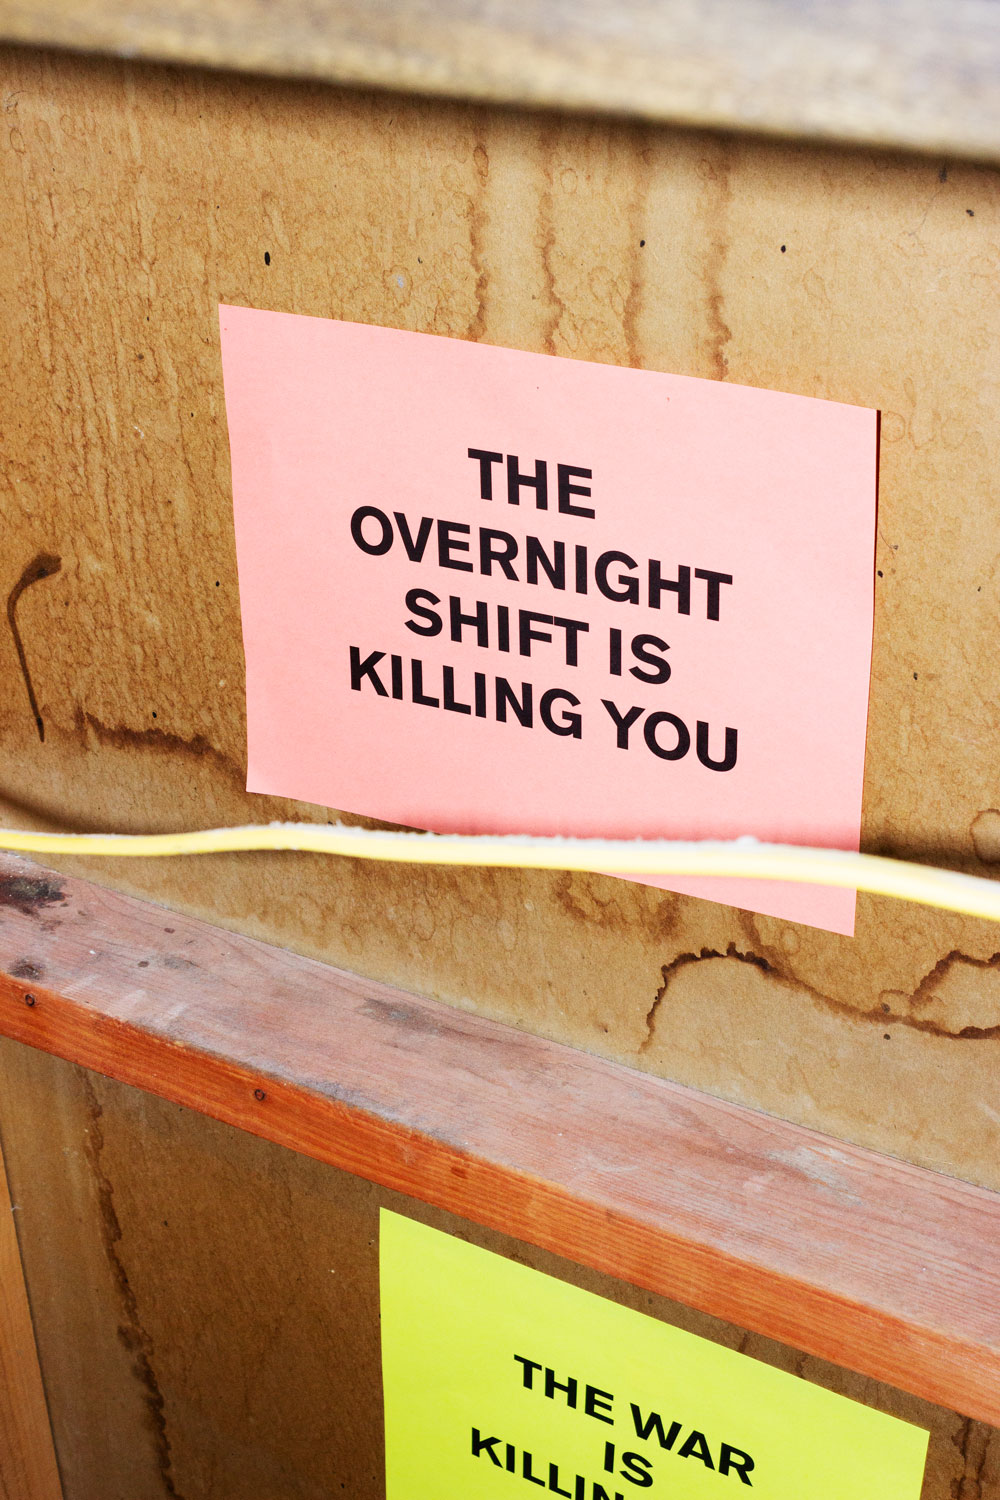 THE
OVERNIGHT
SHIFT IS
KILLING YOU
THE WAR
IS